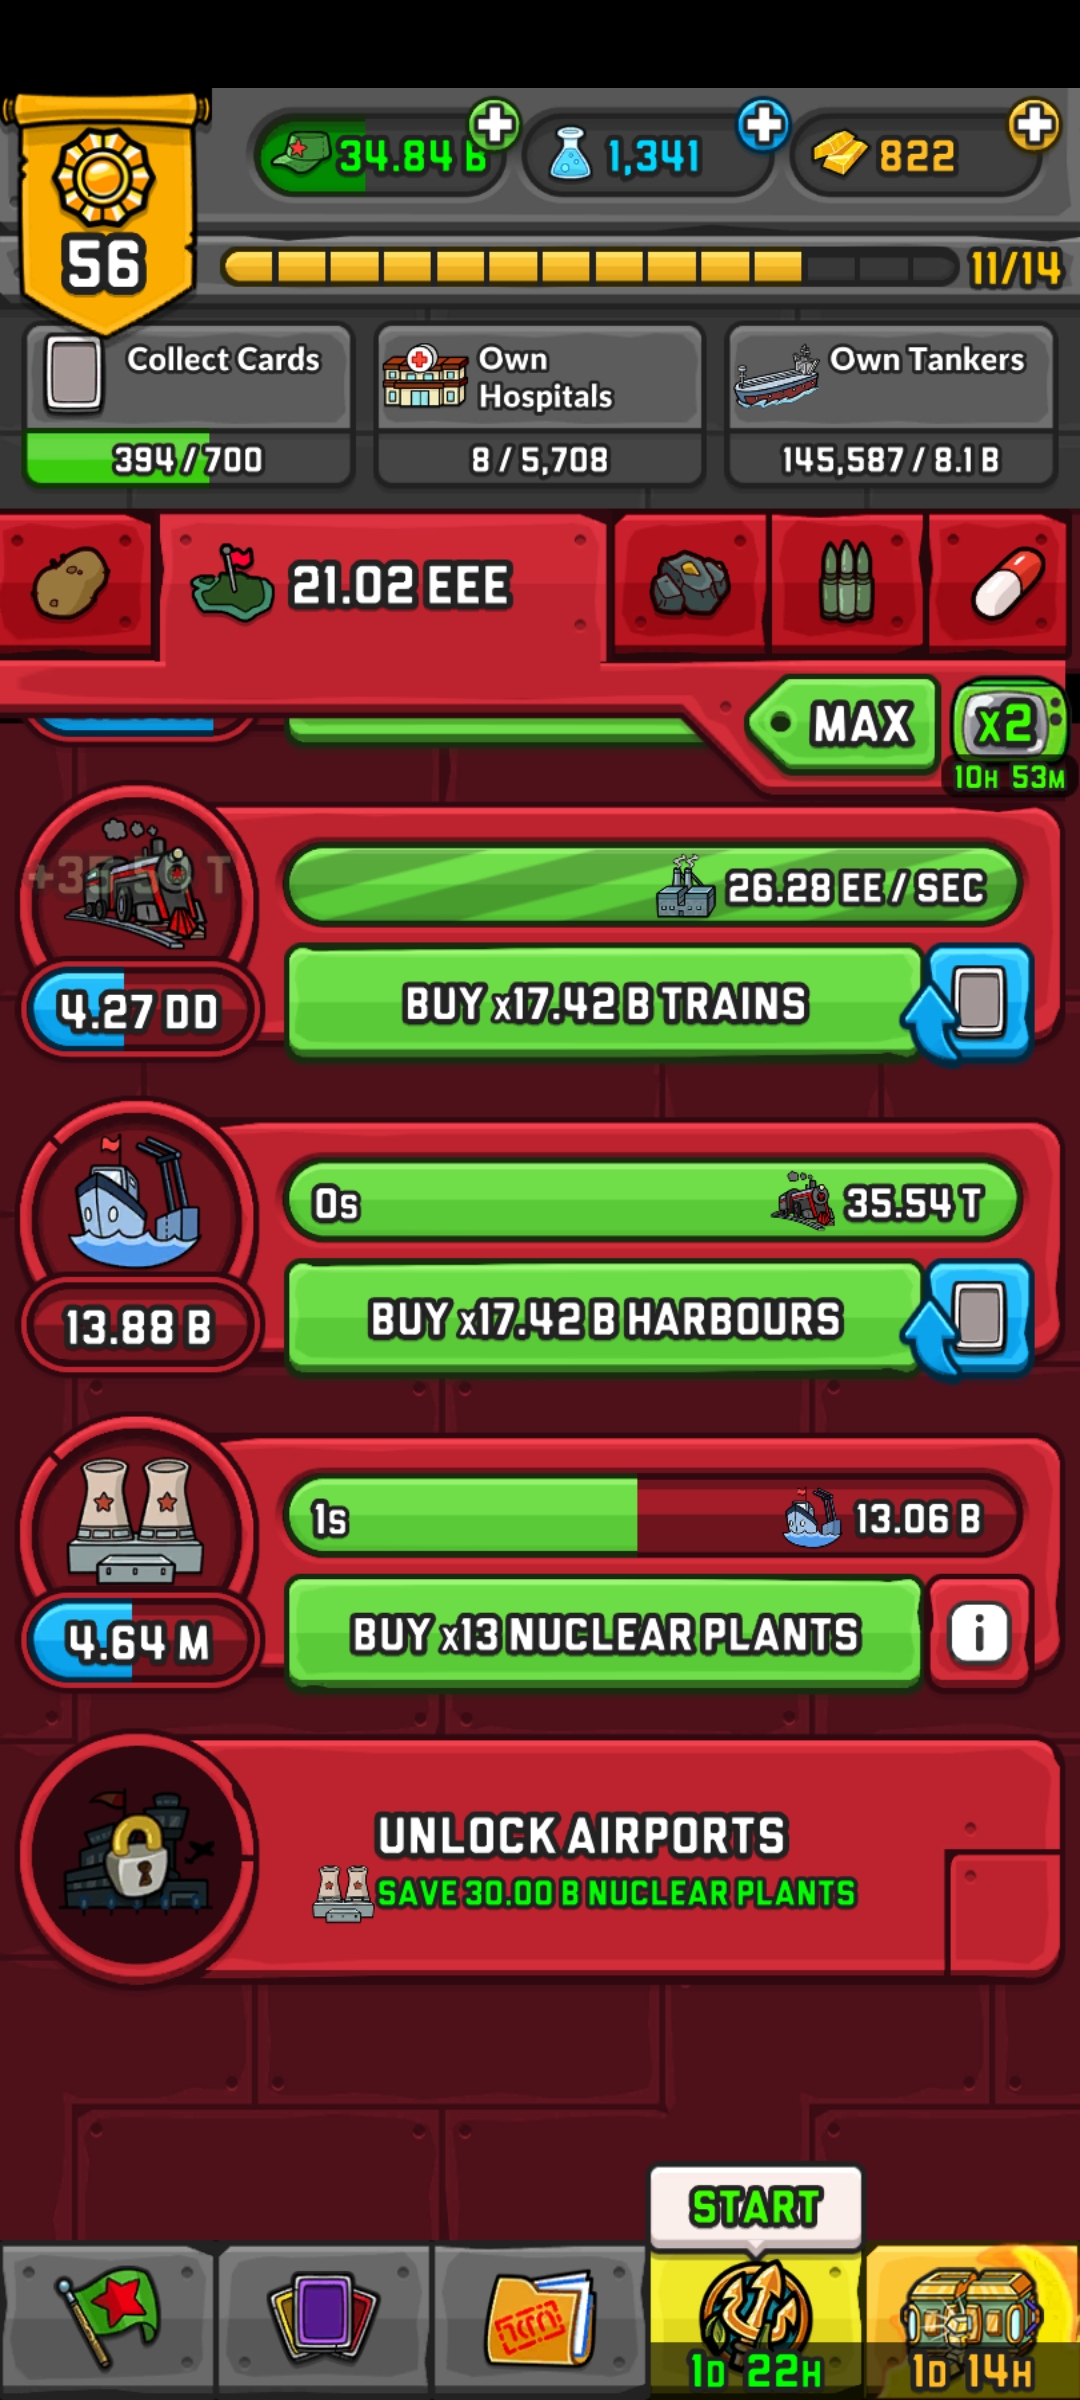 34.84 B
1,341
822
56
11/14
Collect Cards
394/700
Own
Hospitals
8/5,708
Own Tankers
145,587/8.1 B
21.02 EEE
MAX
x2
10H 53M
26.28 EE/SEC
4.27 DD
BUY x17.42 B TRAINS
0s
35.54 T
13.88 B
BUY x17.42 B HARBOURS
1s
13.06 B
4.64 M
BUY x13 NUCLEAR PLANTS
i
UNLOCK AIRPORTS
SAVE 30.00 B NUCLEAR PLANTS
START
1D 22H
1D 14H